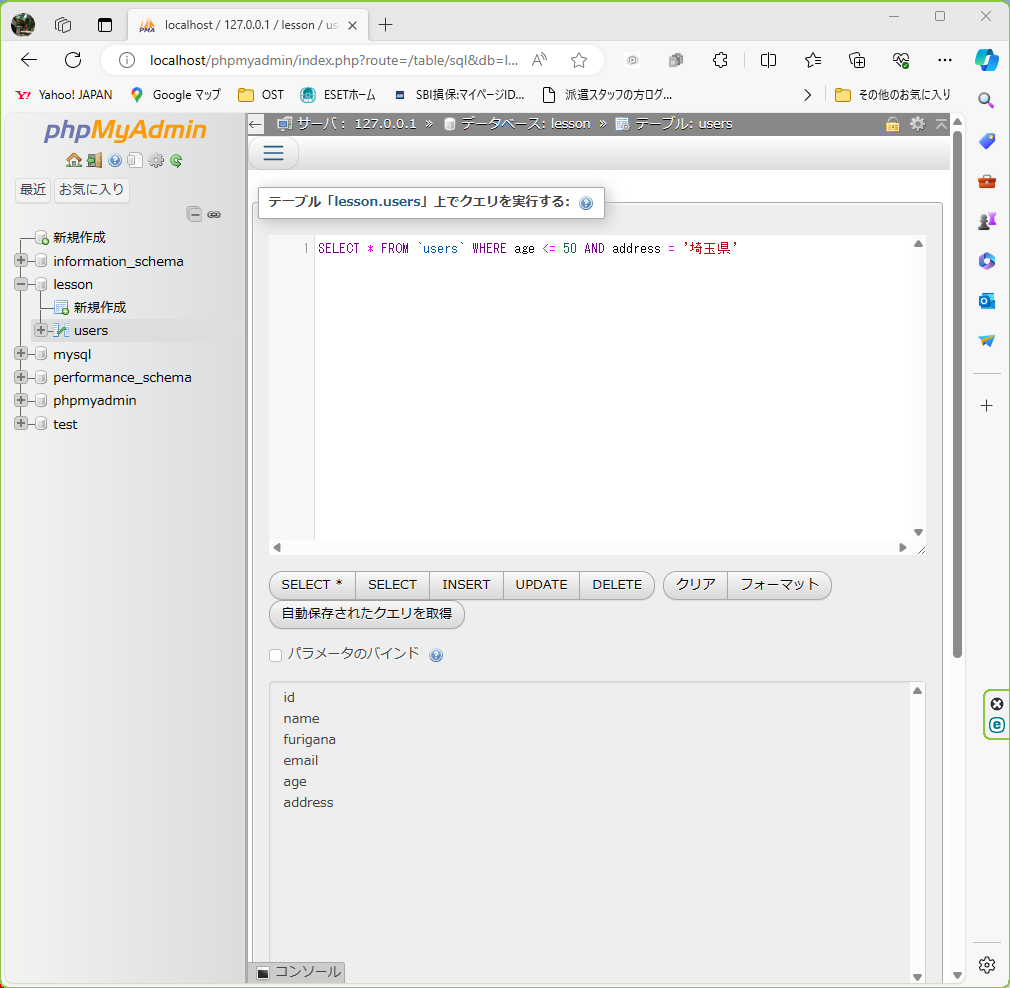 localhost / 127.0.0.1 / lesson / us
localhost/phpmyadmin/index.php?route=/table/sql&db=l...
Yahoo! JAPAN
Google マップ
OST
ESETホーム
SBI損保:マイページID...
派遣スタッフの方ログ...
その他のお気に入り
phpMyAdmin
最近
お気に入り
新規作成
information_schema
lesson
新規作成
users
mysql
performance_schema
phpmyadmin
test
サーバ: 127.0.0.1 » データベース: lesson » テーブル: users
テーブル「lesson.users」上でクエリを実行する:
1 SELECT * FROM `users` WHERE age <= 50 AND address = '埼玉県'
SELECT * SELECT INSERT UPDATE DELETE クリア フォーマット
自動保存されたクエリを取得
パラメータのバインド
id
name
furigana
email
age
address
コンソール